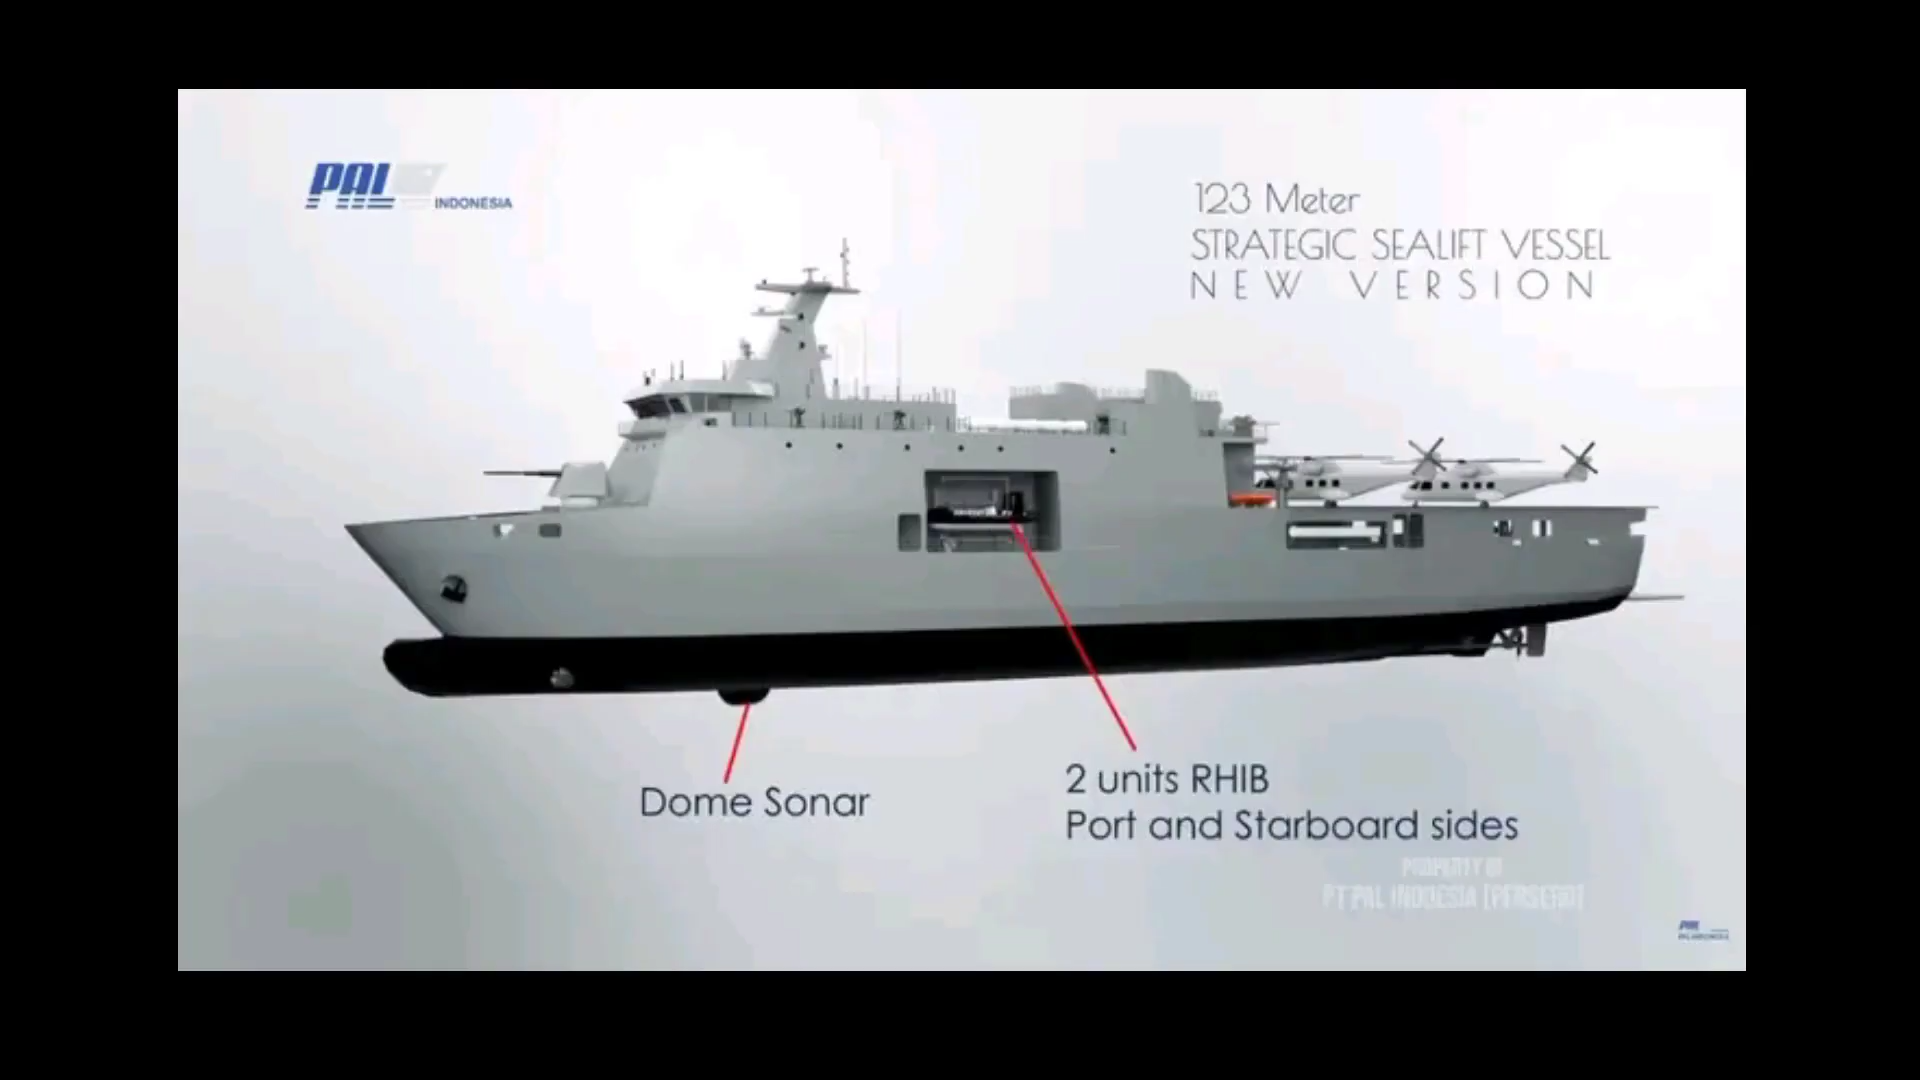 PAL
INDONESIA
123 Meter
STRATEGIC SEALIFT VESSEL
NEW VERSION
Dome Sonar
2 units RHIB
Port and Starboard sides
PROPERTY OF
PT PAL INDONESIA (PERSERO)
PAL